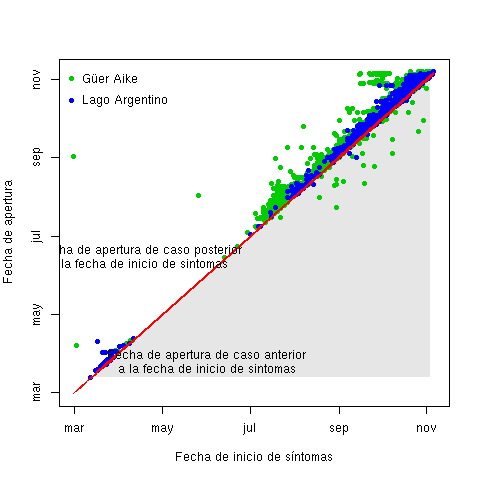 Güer Aike
Lago Argentino
ha de apertura de caso posterior
la fecha de inicio de sintomas
Fecha de apertura de caso anterior
a la fecha de inicio de sintomas
nov
sep
jul
may
mar
Fecha de apertura
mar may jul sep nov
Fecha de inicio de síntomas